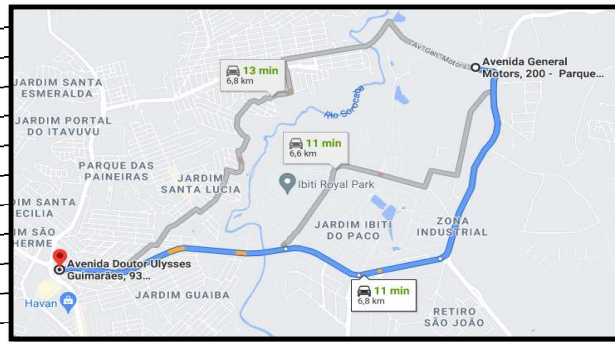 13 min
6,8 km
Av. Gen. Motors
Avenida General
Motors, 200 - Parque...
JARDIM SANTA
ESMERALDA
Rio Sorocaba
JARDIM PORTAL
DO ITAVUVU
11 min
6,6 km
PARQUE DAS
PAINEIRAS
JARDIM
SANTA LUCIA
Ibiti Royal Park
DIM SANTA
ECILIA
JARDIM IBITI
DO PACO
ZONA
INDUSTRIAL
IM SÃO
HERME
Avenida Doutor Ulysses
Guimarães, 93...
11 min
6,8 km
Havan
JARDIM GUAIBA
RETIRO
SÃO JOÃO